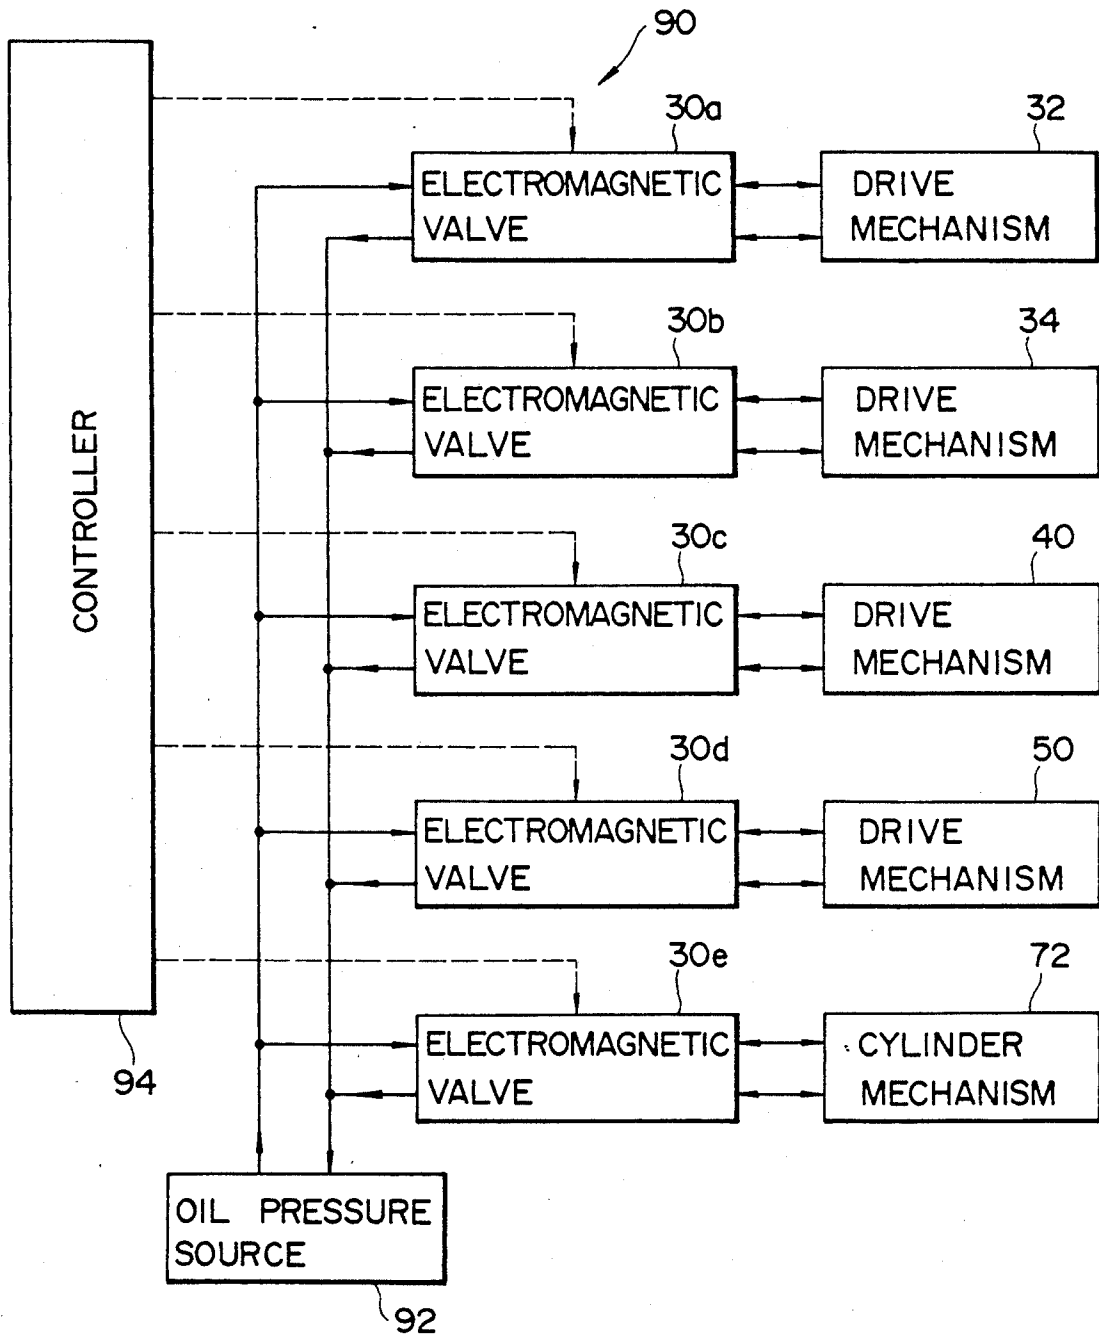 90
30a
32
ELECTROMAGNETIC
VALVE
DRIVE
MECHANISM
30b
34
ELECTROMAGNETIC
VALVE
DRIVE
MECHANISM
CONTROLLER
30c
40
ELECTROMAGNETIC
VALVE
DRIVE
MECHANISM
30d
50
ELECTROMAGNETIC
VALVE
DRIVE
MECHANISM
30e
72
ELECTROMAGNETIC
VALVE
CYLINDER
MECHANISM
94
OIL PRESSURE
SOURCE
92